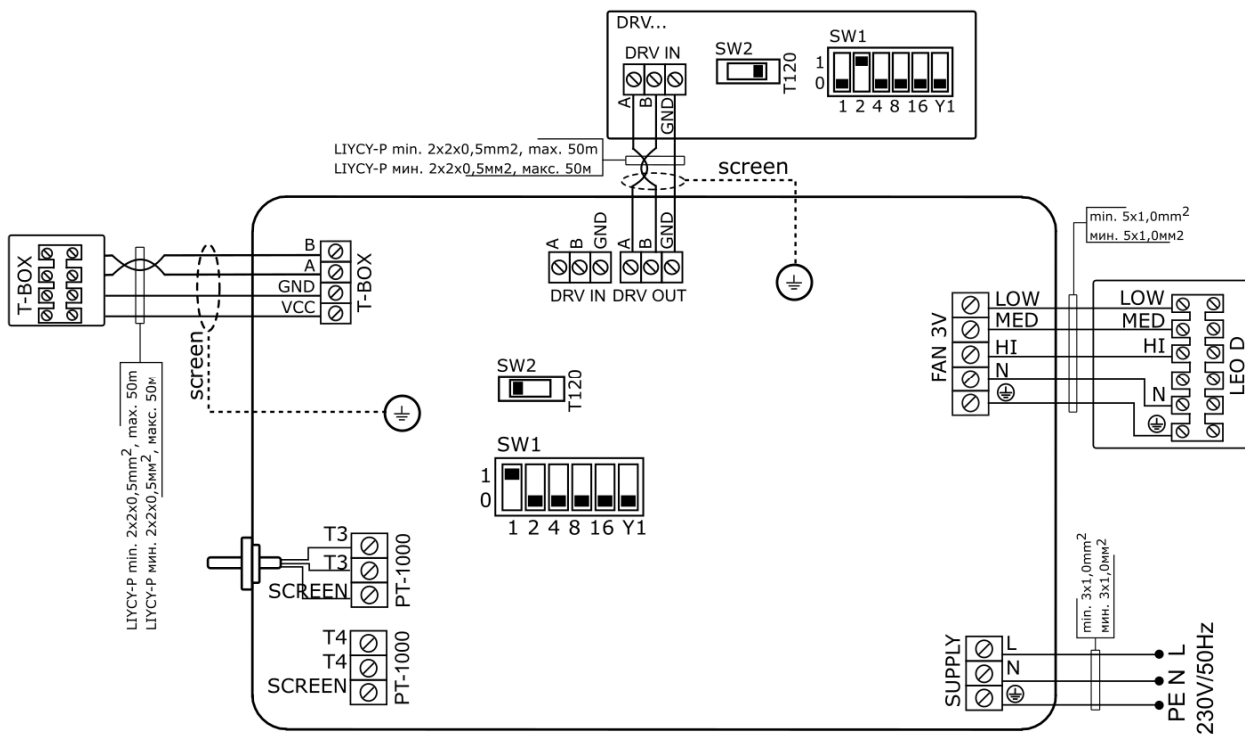 DRV...
DRV IN
SW2
SW1
T120
1
0
1 2 4 8 16 Y1
A
B
GND
LIYCY-P min. 2x2x0,5mm2, max. 50m
LIYCY-P мин. 2x2x0,5мм2, макс. 50м
screen
A
B
GND
A
B
GND
DRV IN
DRV OUT
T-BOX
B
A
GND
VCC
T-BOX
screen
LIYCY-P min. 2x2x0,5mm², max. 50m
LIYCY-P мин. 2x2x0,5мм², макс. 50м
SW2
T120
SW1
1
0
1 2 4 8 16 Y1
min. 5x1,0mm²
мин. 5x1,0мм2
FAN 3V
LOW
MED
HI
N
LOW
MED
HI
N
LEO D
T3
T3
SCREEN
PT-1000
T4
T4
SCREEN
PT-1000
min. 3x1,0mm²
мин. 3x1,0мм²
SUPPLY
L
N
PE N L
230V/50Hz